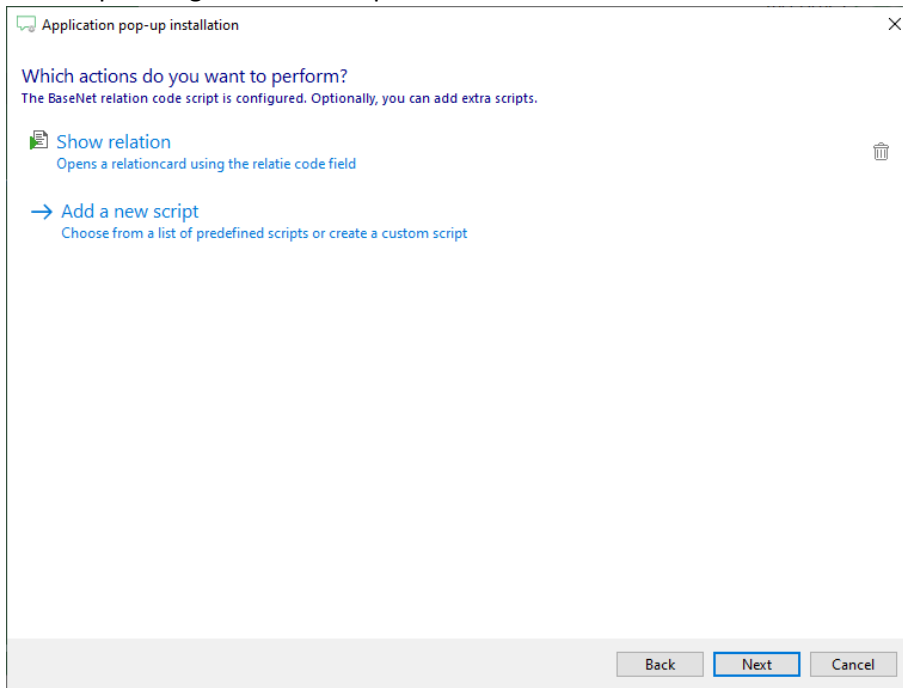 Application pop-up installation
Which actions do you want to perform?
The BaseNet relation code script is configured. Optionally, you can add extra scripts.
Show relation
Opens a relationcard using the relatie code field
Add a new script
Choose from a list of predefined scripts or create a custom script
Back Next Cancel